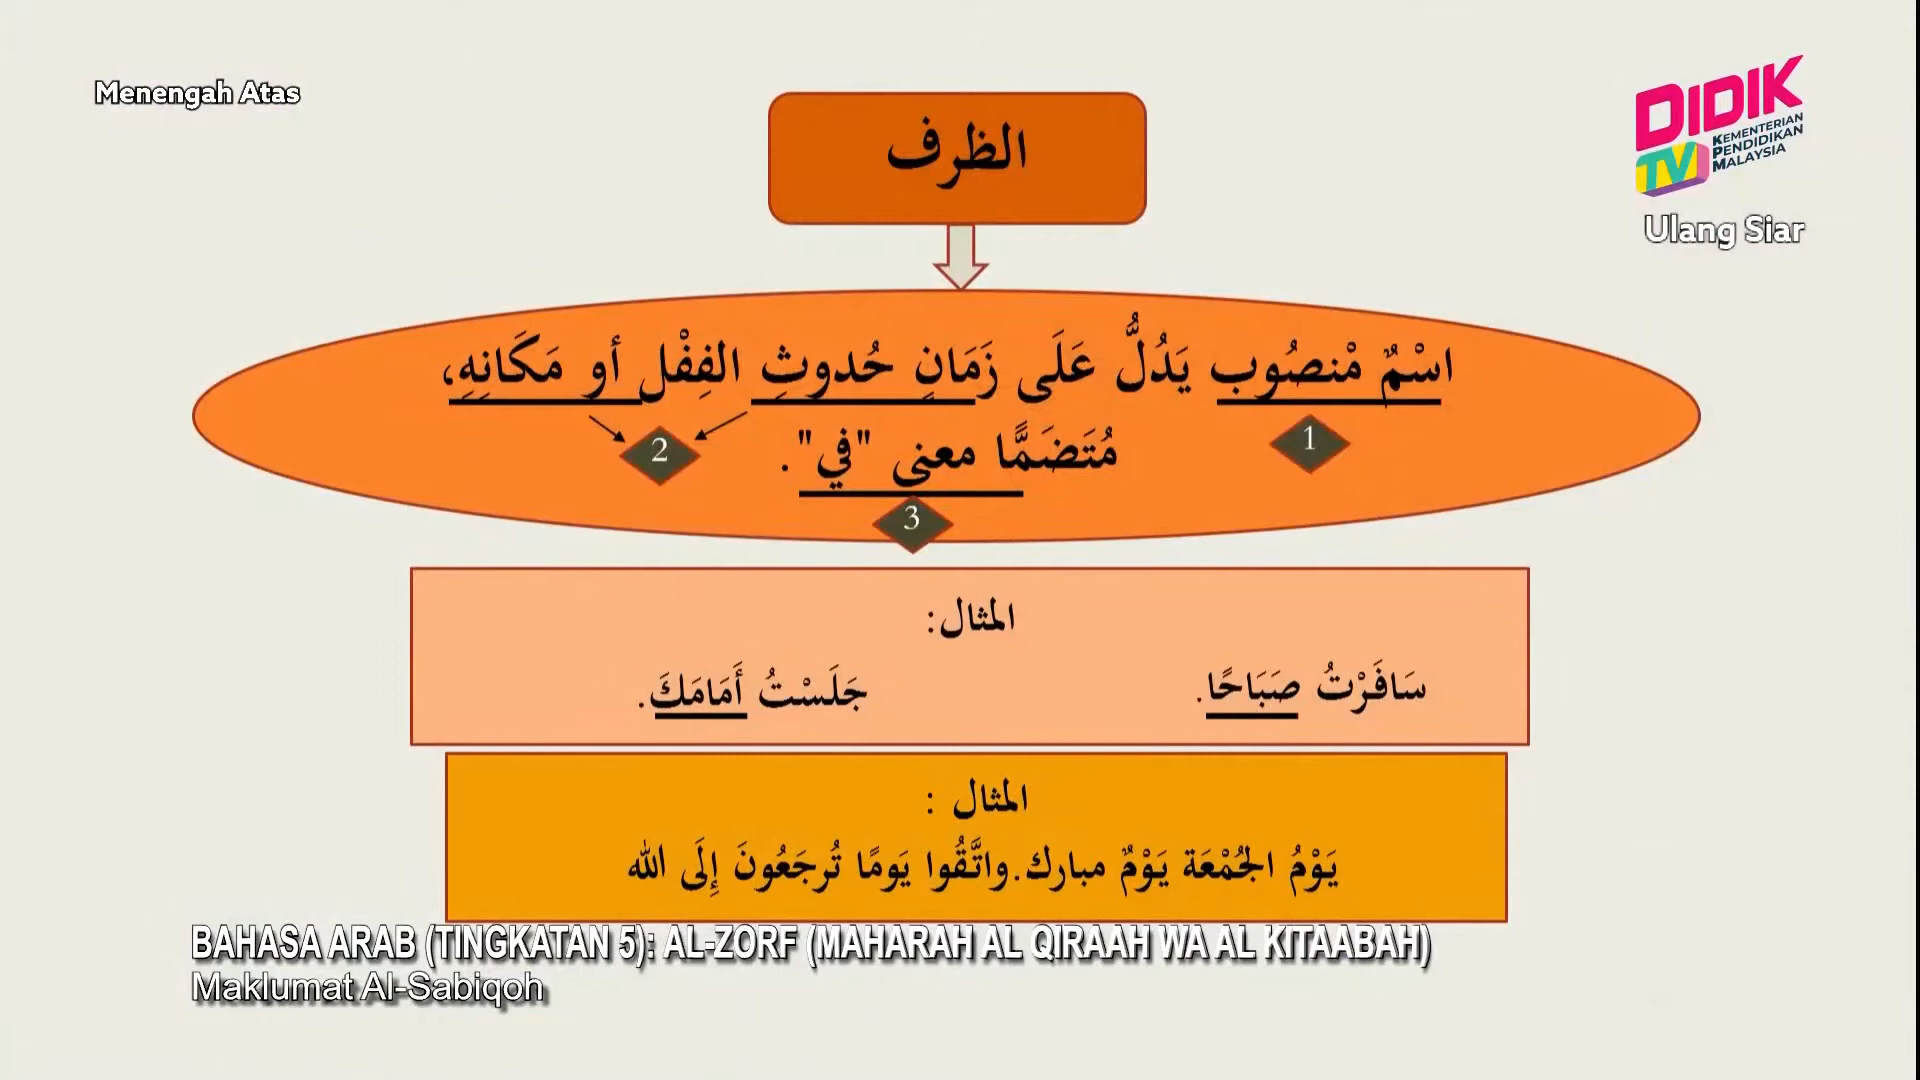 Menengah Atas
DIDIK
TV
KEMENTERIAN
PENDIDIKAN
MALAYSIA
Ulang Siar
الظرف
اسْمٌ مْنصُوب يَدُلُّ عَلَى زَمَانٍ حُدوثِ الفِفْل أو مَكَانِهِ،
1
2
مُتَضَمًّا معنى "في".
3
المثال:
سَافَرْتُ صَبَاحًا.
جَلَسْتُ أَمَامَكَ.
المثال :
يَوْمُ الجُمْعَة يَوْمٌ مبارك.واتَّقُوا يَومًا تُرجَعُونَ إِلَى الله
BAHASA ARAB (TINGKATAN 5): AL-ZORF (MAHARAH AL QIRAAH WA AL KITAABAH)
Maklumat Al-Sabiqoh